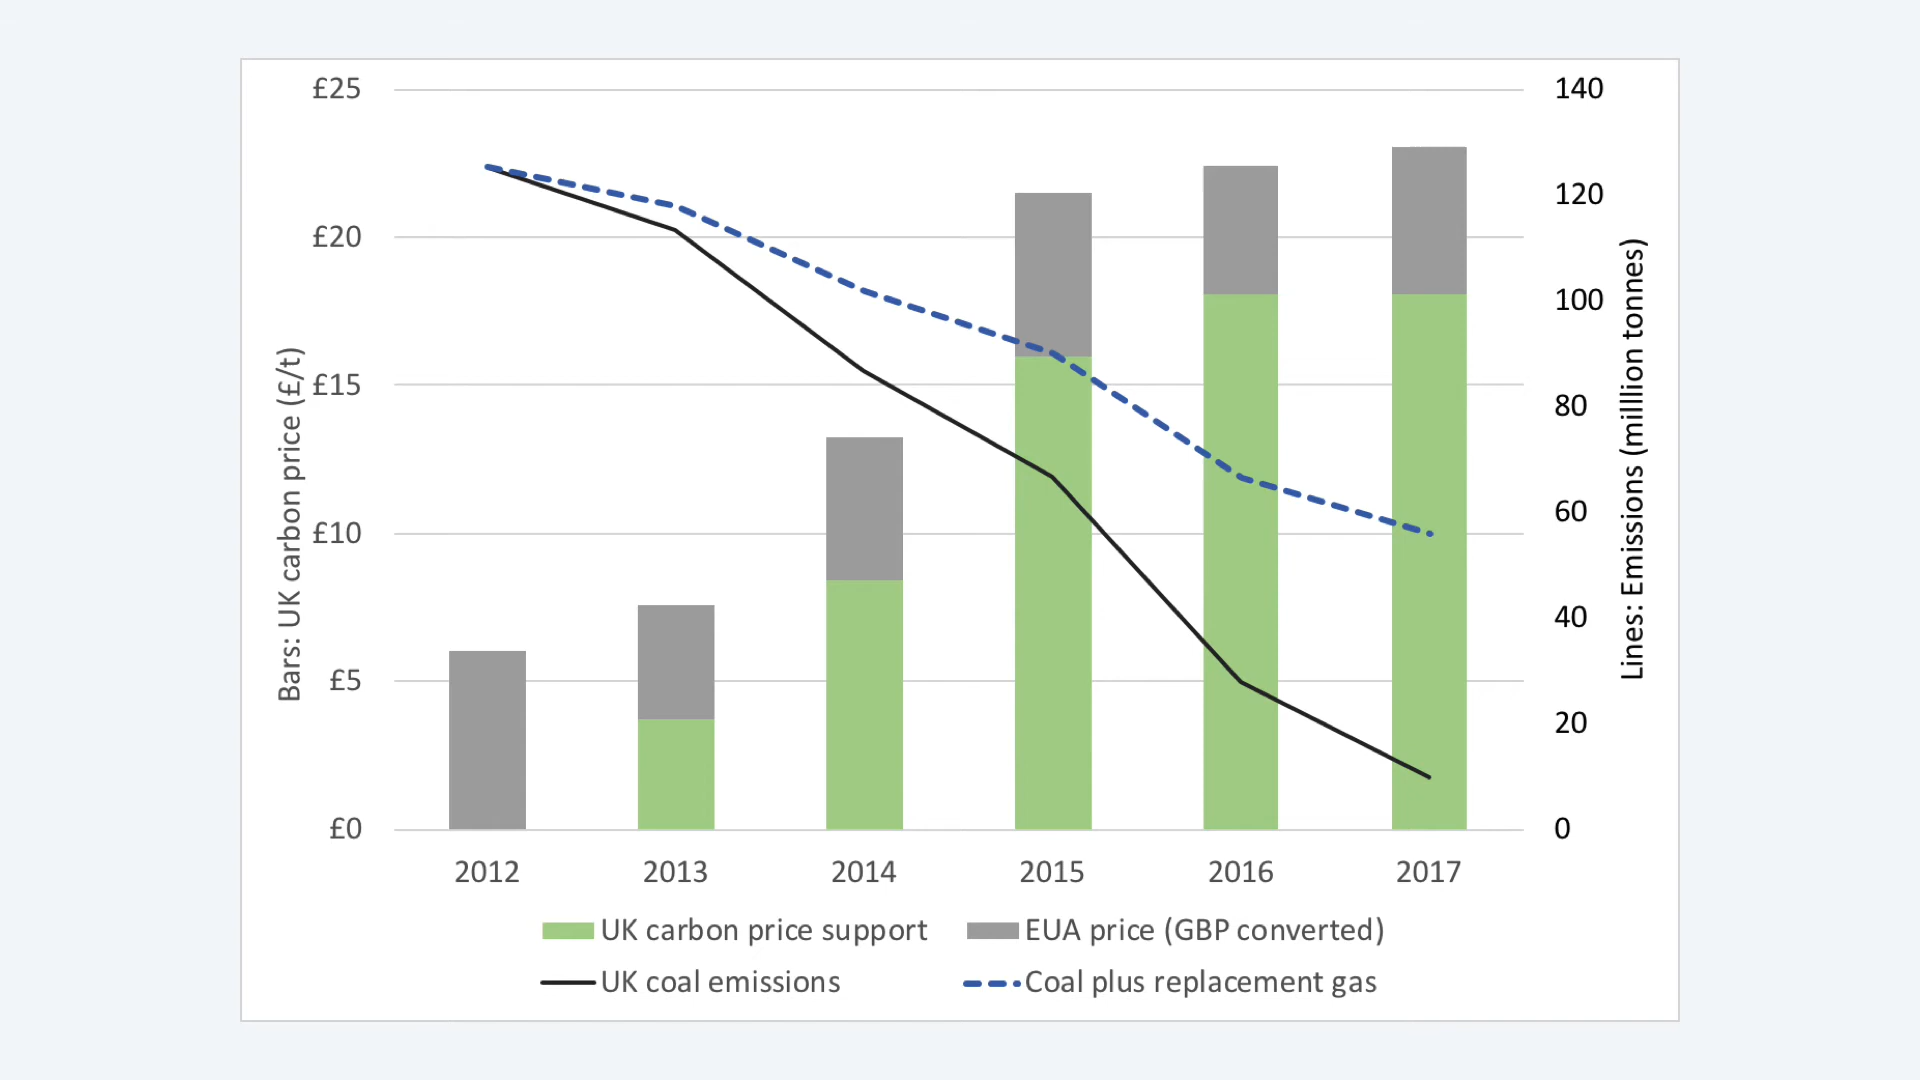 £25
£20
£15
£10
£5
£0
Bars: UK carbon price (£/t)
140
120
100
80
60
40
20
0
Lines: Emissions (milllion tonnes)
2012 2013 2014 2015 2016 2017
UK carbon price support EUA price (GBP converted)
UK coal emissions Coal plus replacement gas